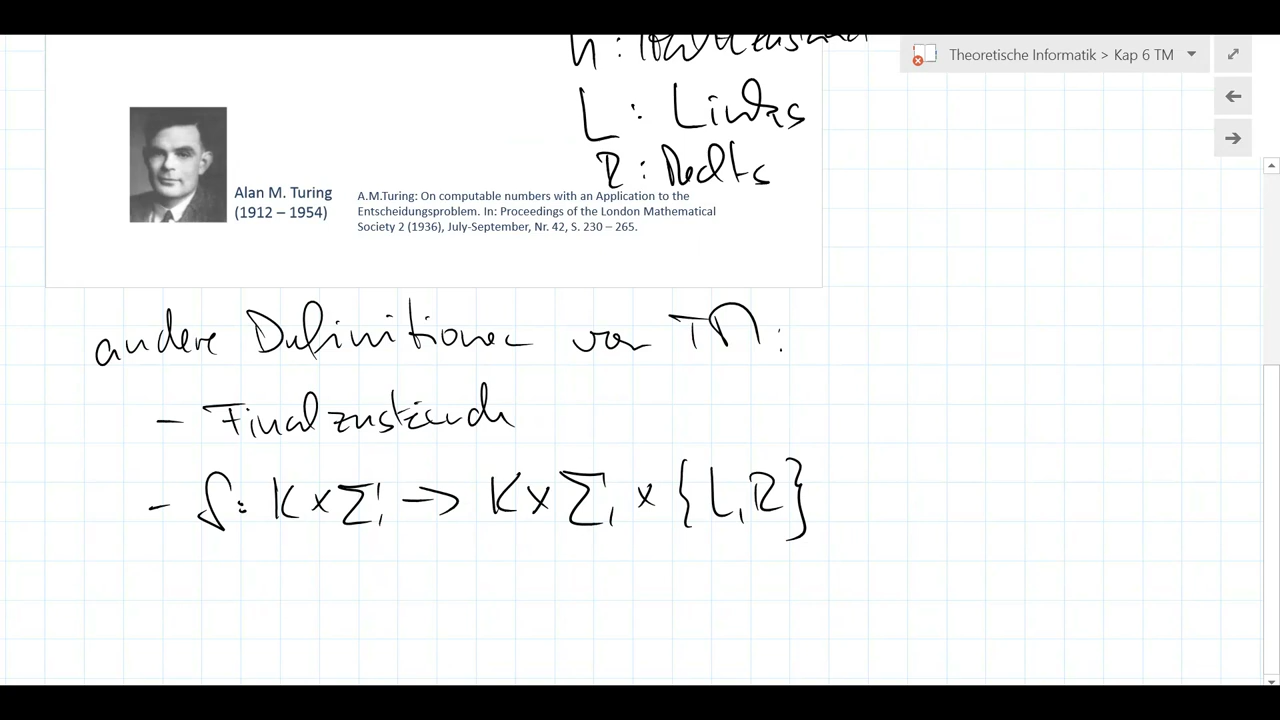 h : Haltezustand
Theoretische Informatik > Kap 6 TM
L : Links
R : Rechts
Alan M. Turing
(1912 – 1954)
A.M.Turing: On computable numbers with an Application to the
Entscheidungsproblem. In: Proceedings of the London Mathematical
Society 2 (1936), July-September, Nr. 42, S. 230 – 265.
andere Definitionen von TM:
- Finalzustände
- δ: K × Σ → K × Σ × {L, R}